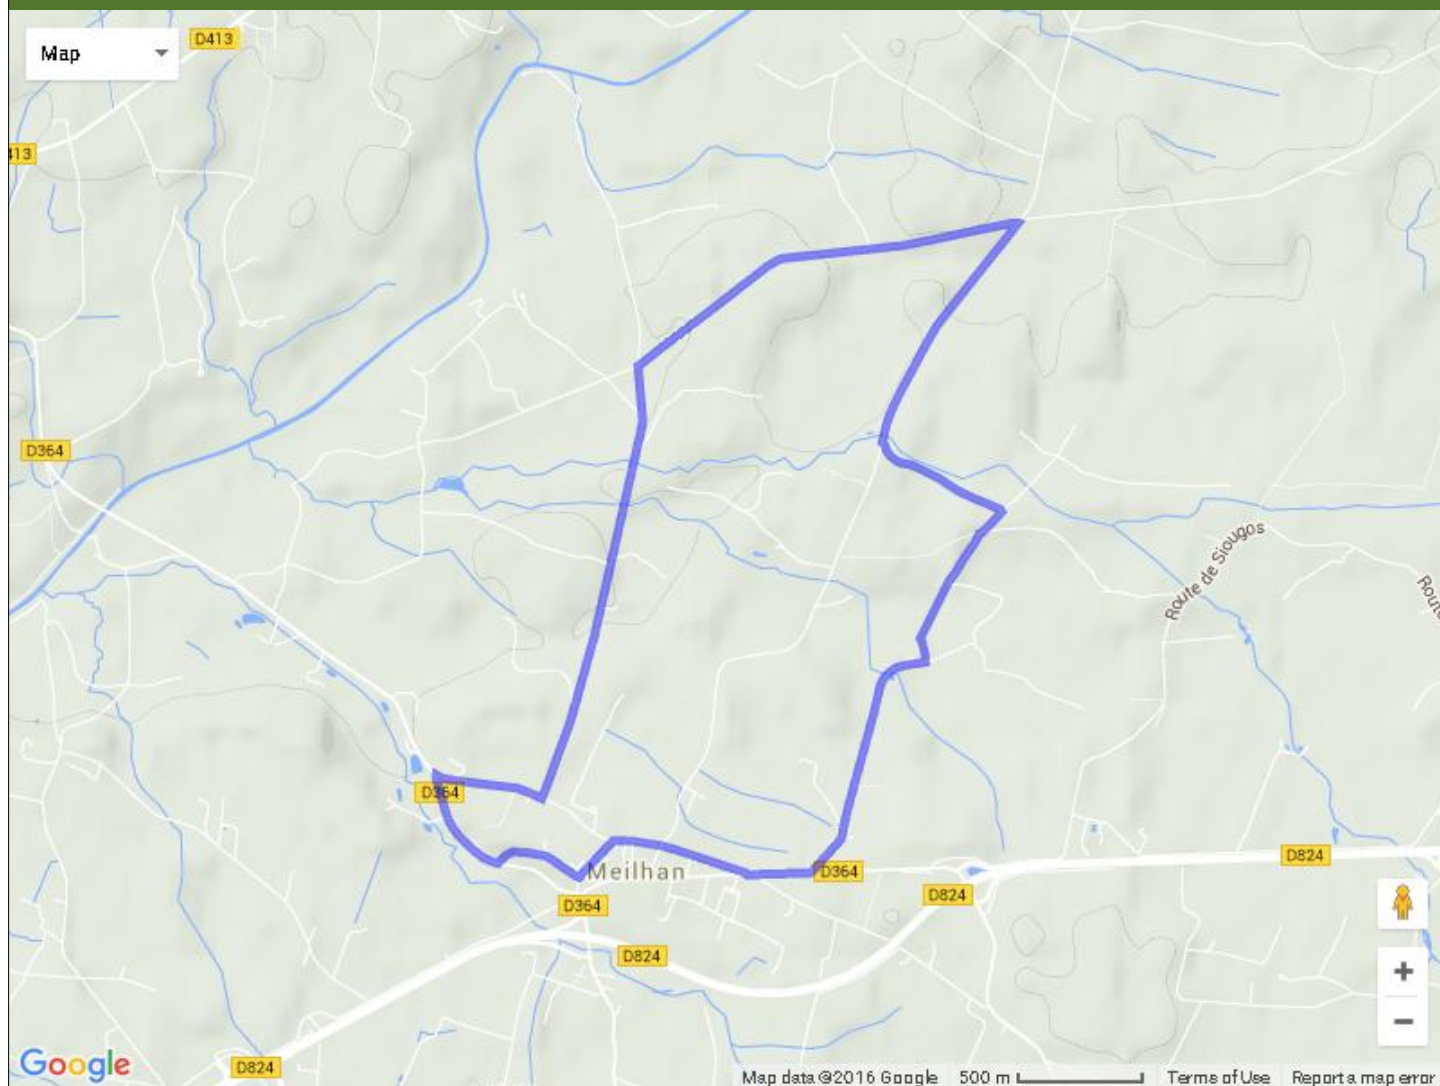 Map
D413
413
D364
Route de Siougos
Route
D364
Meilhan
D364
D824
D824
D364
D824
D824
Google
Map data ©2016 Google
500 m
Terms of Use
Report a map error